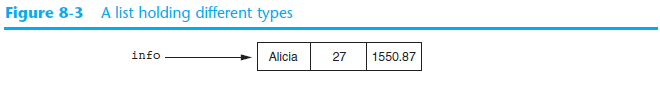 Figure 8-3 A list holding different types
info Alicia 27 1550.87